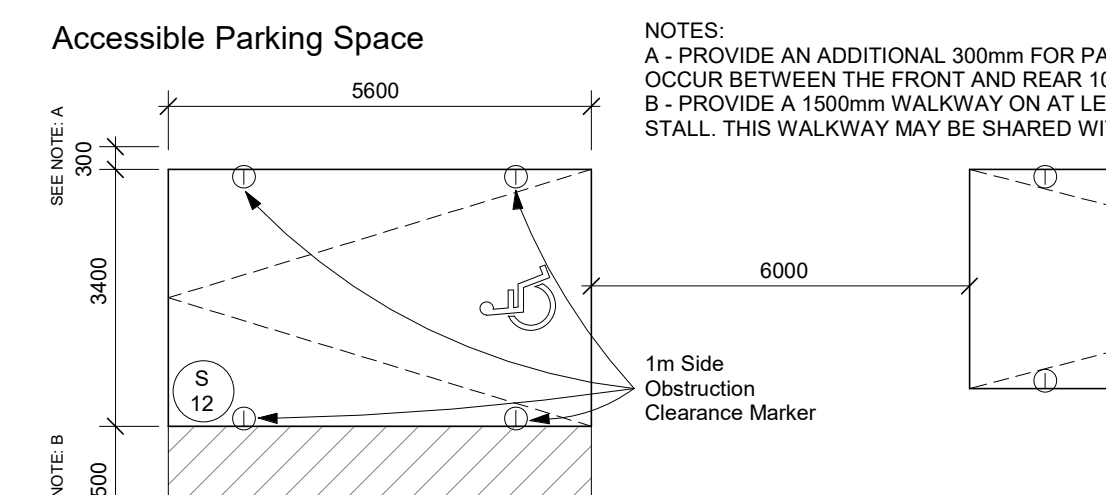 Accessible Parking Space
NOTES:
A - PROVIDE AN ADDITIONAL 300mm FOR PA
OCCUR BETWEEN THE FRONT AND REAR 10
B - PROVIDE A 1500mm WALKWAY ON AT LE
STALL. THIS WALKWAY MAY BE SHARED WI
5600
SEE NOTE: A
300
3400
6000
1m Side
Obstruction
Clearance Marker
S
12
NOTE: B
500